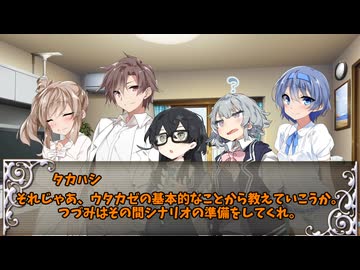 ?
タカハシ
それじゃあ、ウタカゼの基本的なことから教えていこうか。
つづみはその間シナリオの準備をしてくれ。